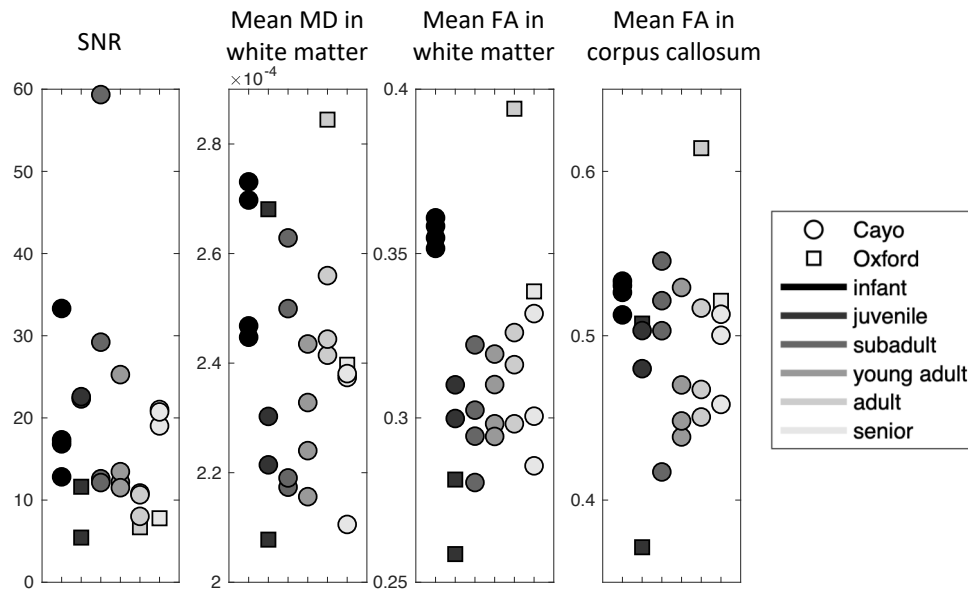 SNR
Mean MD in
white matter
Mean FA in
white matter
Mean FA in
corpus callosum
×10⁻⁴
60
50
40
30
20
10
0
2.8
2.6
2.4
2.2
2
0.4
0.35
0.3
0.25
0.6
0.5
0.4
Cayo
Oxford
infant
juvenile
subadult
young adult
adult
senior